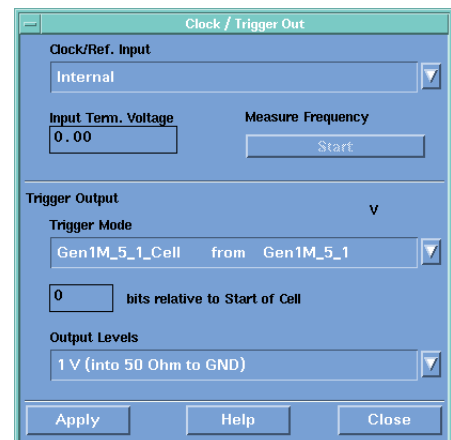 Clock / Trigger Out
Clock/Ref. Input
Internal
Input Term. Voltage
Measure Frequency
0.00
Start
Trigger Output
V
Trigger Mode
Gen1M_5_1_Cell from Gen1M_5_1
0 bits relative to Start of Cell
Output Levels
1 V (into 50 Ohm to GND)
Apply Help Close